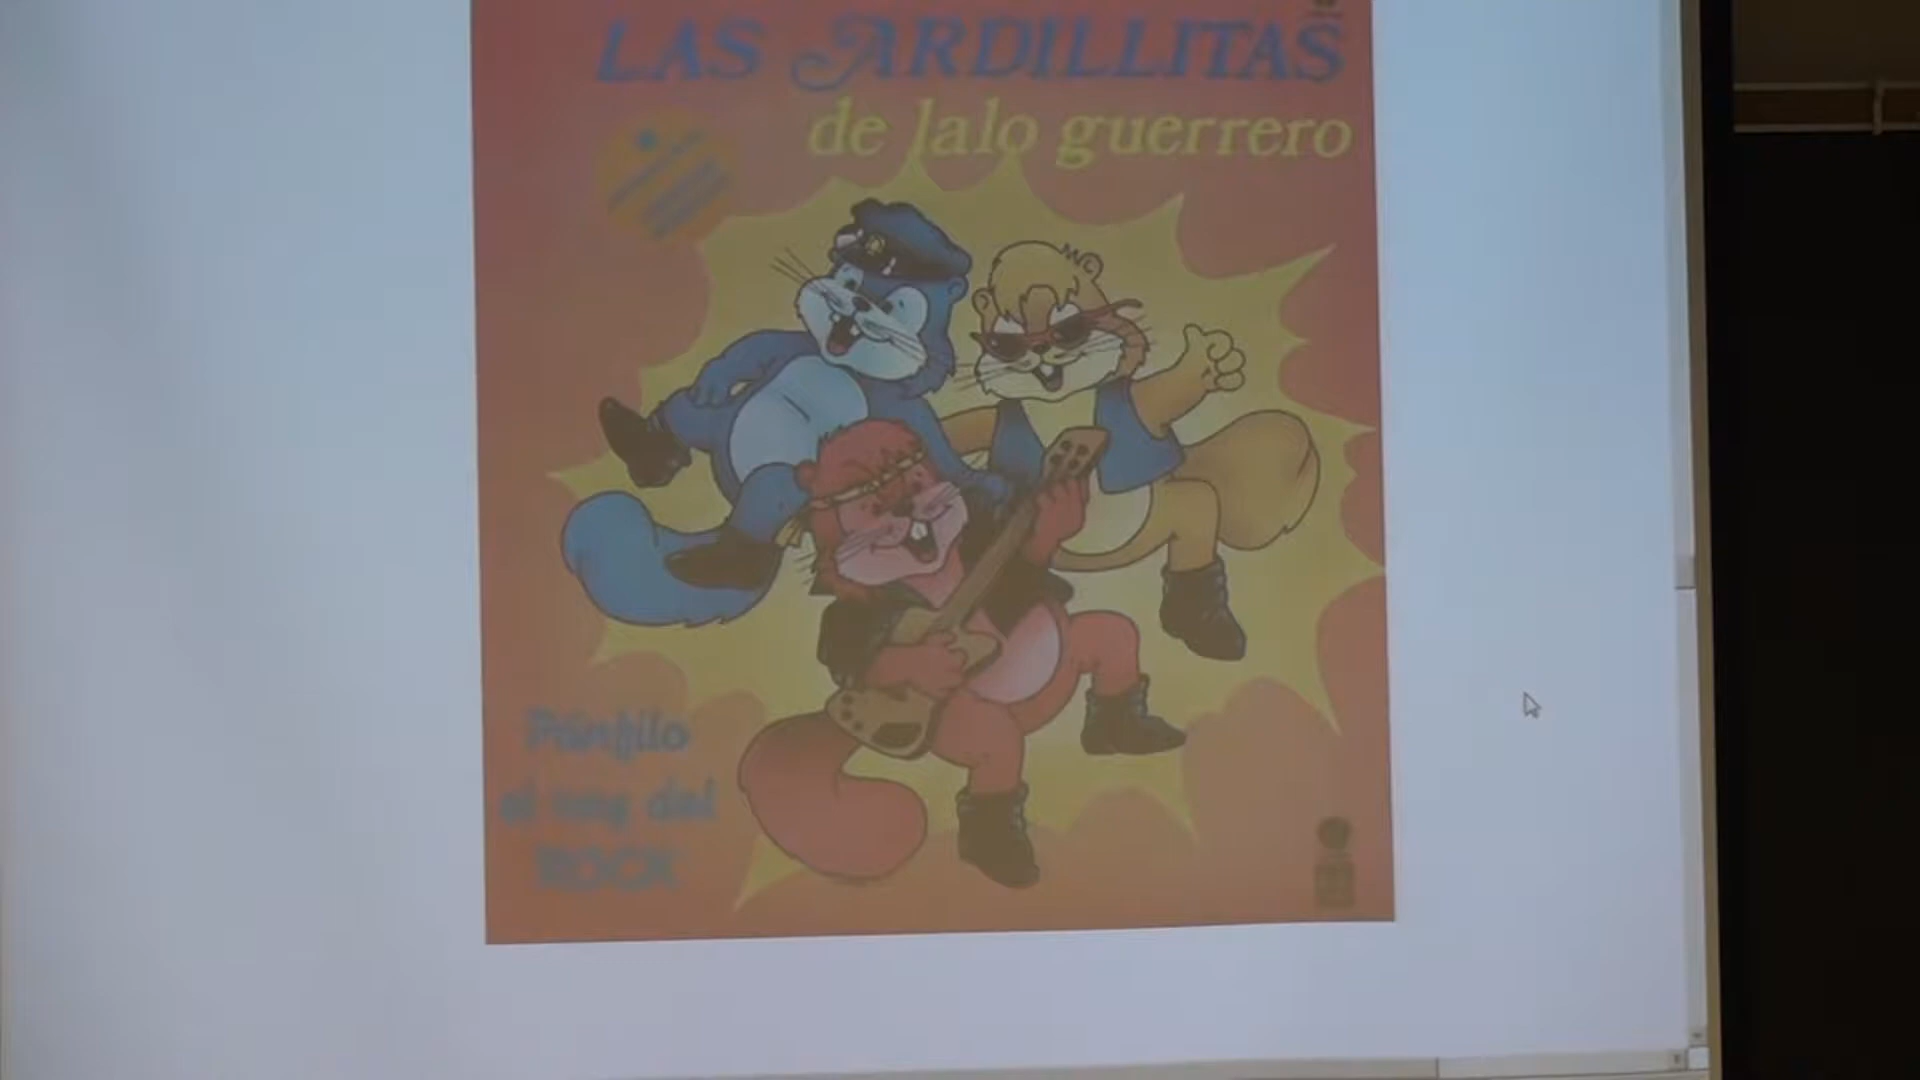 LAS ARDILLITAS
de lalo guerrero
Pánfilo
el rey del
ROCK